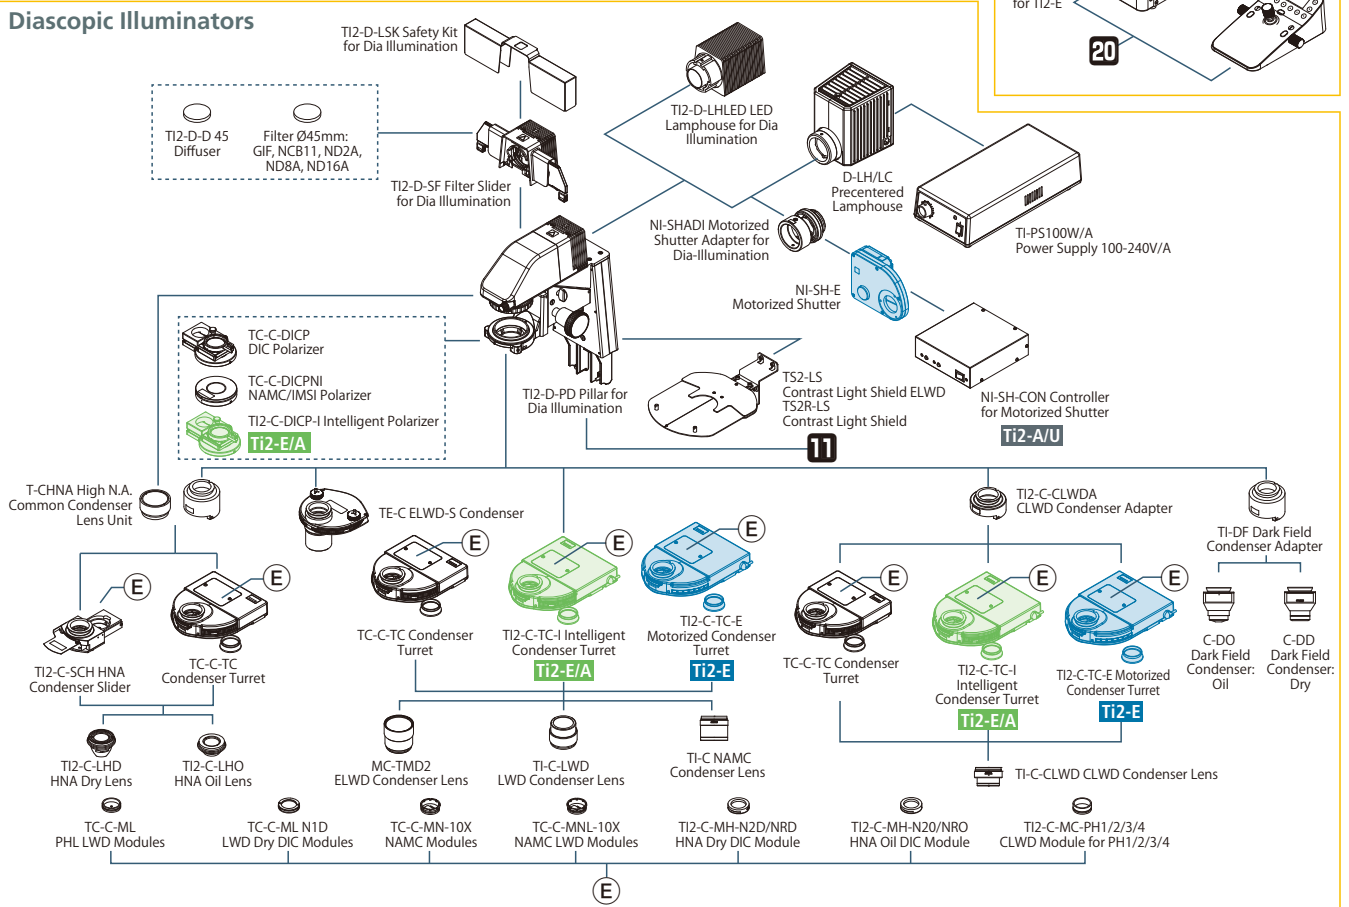 Diascopic Illuminators
for Ti2-E
20
TI2-D-LSK Safety Kit
for Dia Illumination
TI2-D-D 45
Diffuser
Filter Ø45mm:
GIF, NCB11, ND2A,
ND8A, ND16A
TI2-D-SF Filter Slider
for Dia Illumination
TI2-D-LHLED LED
Lamphouse for Dia
Illumination
D-LH/LC
Precentered
Lamphouse
TI-PS100W/A
Power Supply 100-240V/A
NI-SHADI Motorized
Shutter Adapter for
Dia-Illumination
NI-SH-E
Motorized Shutter
NI-SH-CON Controller
for Motorized Shutter
Ti2-A/U
TC-C-DICP
DIC Polarizer
TC-C-DICPNI
NAMC/IMSI Polarizer
TI2-C-DICP-I Intelligent Polarizer
Ti2-E/A
TI2-D-PD Pillar for
Dia Illumination
TS2-LS
Contrast Light Shield ELWD
TS2R-LS
Contrast Light Shield
11
T-CHNA High N.A.
Common Condenser
Lens Unit
TE-C ELWD-S Condenser
TI2-C-CLWDA
CLWD Condenser Adapter
TI-DF Dark Field
Condenser Adapter
E
E
E
E
E
E
E
E
TI2-C-SCH HNA
Condenser Slider
TC-C-TC
Condenser Turret
TC-C-TC Condenser
Turret
TI2-C-TC-I Intelligent
Condenser Turret
Ti2-E/A
TI2-C-TC-E
Motorized Condenser
Turret
Ti2-E
TC-C-TC Condenser
Turret
TI2-C-TC-I
Intelligent
Condenser Turret
Ti2-E/A
TI2-C-TC-E Motorized
Condenser Turret
Ti2-E
C-DO
Dark Field
Condenser:
Oil
C-DD
Dark Field
Condenser:
Dry
TI2-C-LHD
HNA Dry Lens
TI2-C-LHO
HNA Oil Lens
MC-TMD2
ELWD Condenser Lens
TI-C-LWD
LWD Condenser Lens
TI-C NAMC
Condenser Lens
TI-C-CLWD CLWD Condenser Lens
TC-C-ML
PHL LWD Modules
TC-C-ML N1D
LWD Dry DIC Modules
TC-C-MN-10X
NAMC Modules
TC-C-MNL-10X
NAMC LWD Modules
TI2-C-MH-N2D/NRD
HNA Dry DIC Module
TI2-C-MH-N20/NRO
HNA Oil DIC Module
TI2-C-MC-PH1/2/3/4
CLWD Module for PH1/2/3/4
E